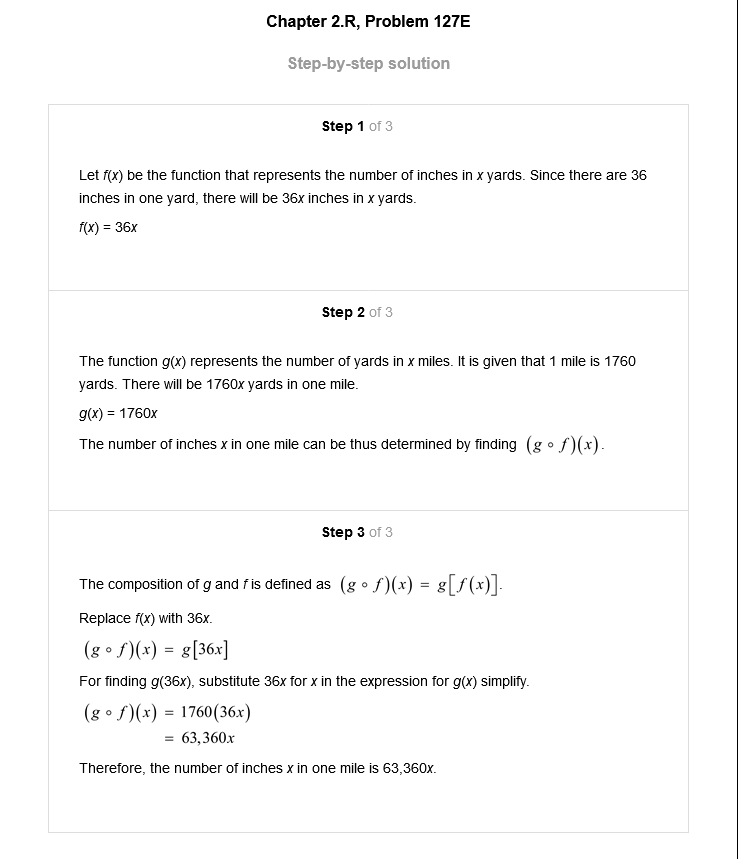 Chapter 2.R, Problem 127E
Step-by-step solution
Step 1 of 3
Let f(x) be the function that represents the number of inches in x yards. Since there are 36
inches in one yard, there will be 36x inches in x yards.
f(x) = 36x
Step 2 of 3
The function g(x) represents the number of yards in x miles. It is given that 1 mile is 1760
yards. There will be 1760x yards in one mile.
g(x) = 1760x
The number of inches x in one mile can be thus determined by finding (g ∘ f)(x).
Step 3 of 3
The composition of g and f is defined as (g ∘ f)(x) = g[f(x)].
Replace f(x) with 36x.
(g ∘ f)(x) = g[36x]
For finding g(36x), substitute 36x for x in the expression for g(x) simplify.
(g ∘ f)(x) = 1760(36x)
= 63,360x
Therefore, the number of inches x in one mile is 63,360x.